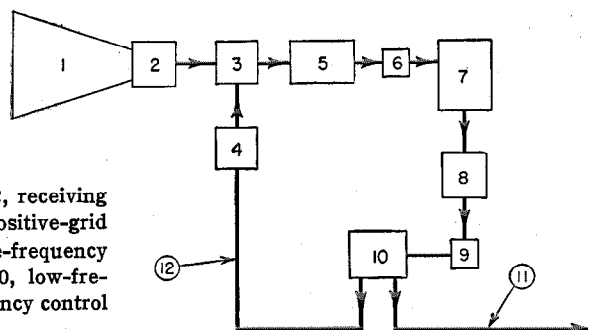 1
2
3
5
6
7
4
8
, receiving
ositive-grid
e-frequency
0, low-fre-
ncy control
12
10
9
11